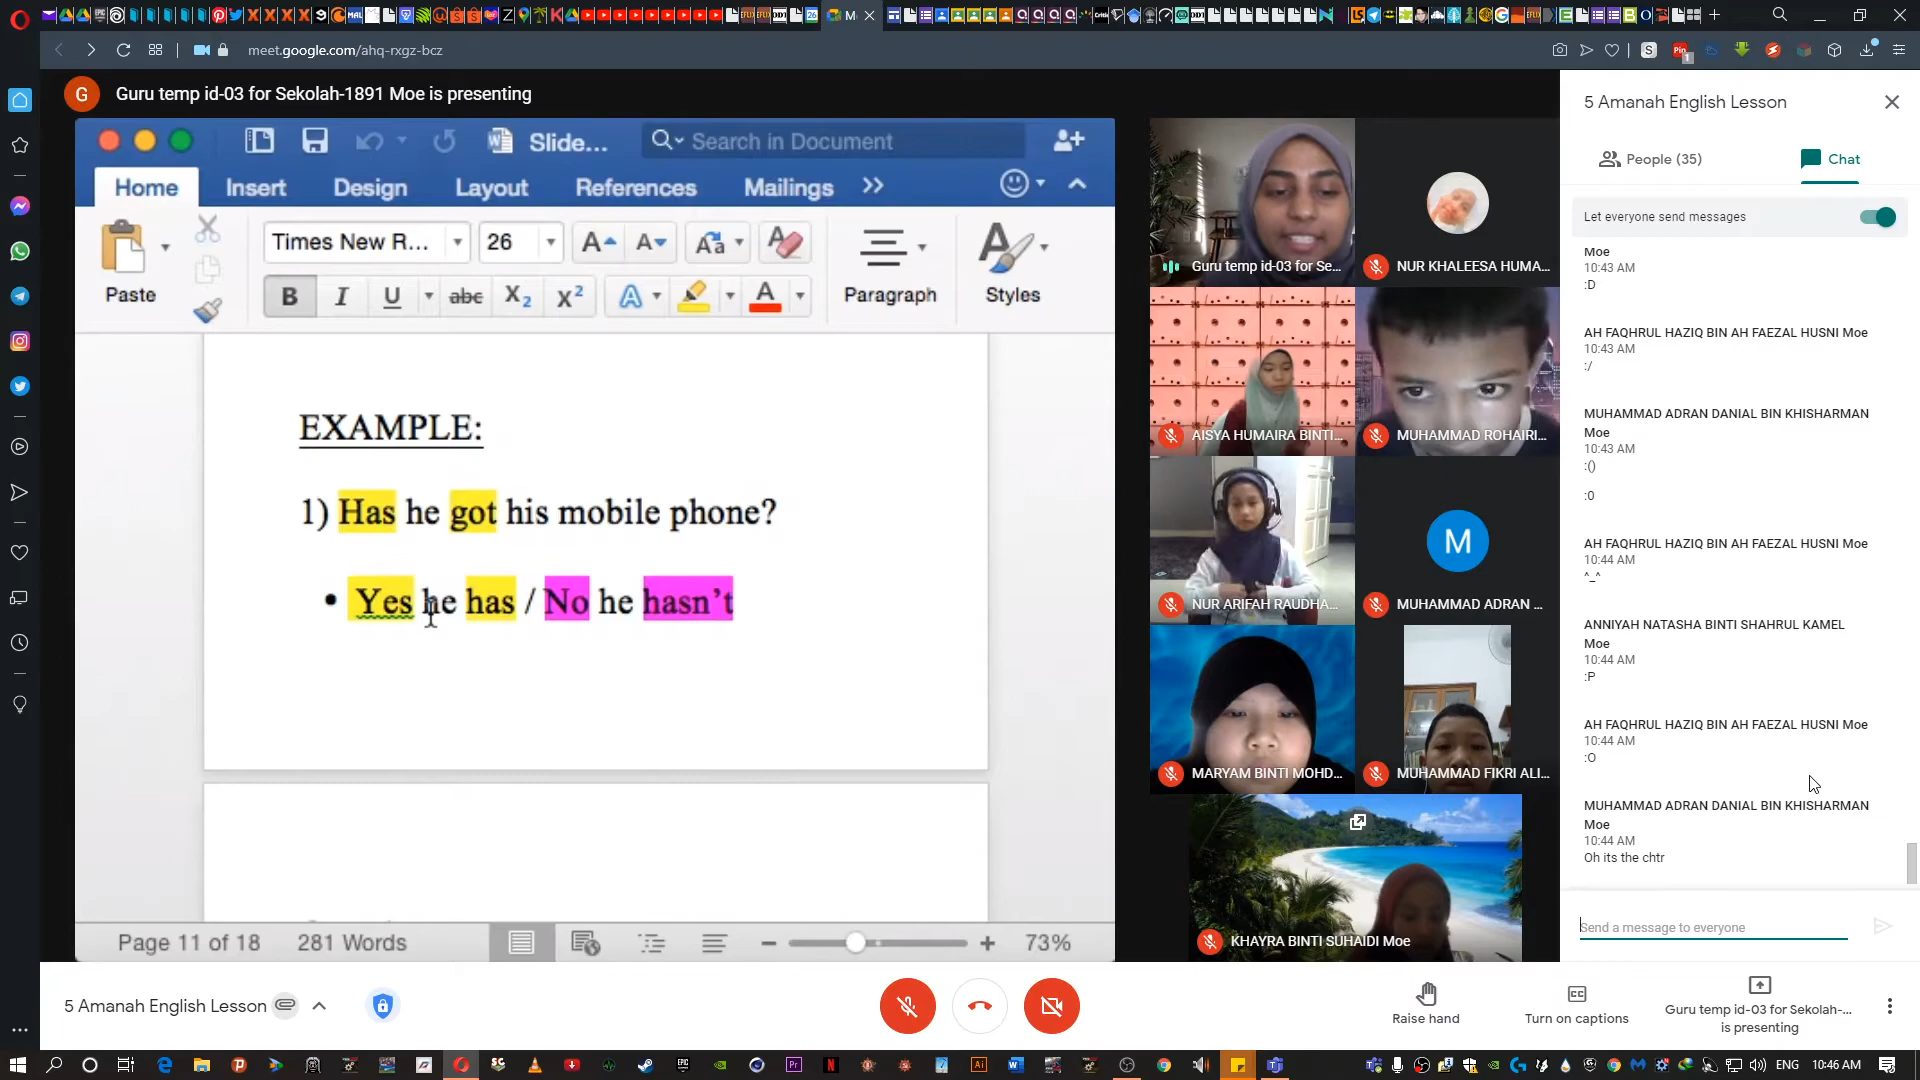 meet.google.com/ahq-rxgz-bcz
G
Guru temp id-03 for Sekolah-1891 Moe is presenting
Slide...
Search in Document
Home
Insert
Design
Layout
References
Mailings
Paste
Times New R...
26
Paragraph
Styles
EXAMPLE:
1) Has he got his mobile phone?
• Yes he has / No he hasn’t
Page 11 of 18
281 Words
73%
Guru temp id-03 for Se...
NUR KHALEESA HUMA...
AISYA HUMAIRA BINTI...
MUHAMMAD ROHAIRI...
NUR ARIFAH RAUDHA...
M
MUHAMMAD ADRAN ...
MARYAM BINTI MOHD...
MUHAMMAD FIKRI ALI...
KHAYRA BINTI SUHAIDI Moe
5 Amanah English Lesson
People (35)
Chat
Let everyone send messages
Moe
10:43 AM
:D
AH FAQHRUL HAZIQ BIN AH FAEZAL HUSNI Moe
10:43 AM
:/
MUHAMMAD ADRAN DANIAL BIN KHISHARMAN
Moe
10:43 AM
:()
:0
AH FAQHRUL HAZIQ BIN AH FAEZAL HUSNI Moe
10:44 AM
^_^
ANNIYAH NATASHA BINTI SHAHRUL KAMEL
Moe
10:44 AM
:P
AH FAQHRUL HAZIQ BIN AH FAEZAL HUSNI Moe
10:44 AM
:O
MUHAMMAD ADRAN DANIAL BIN KHISHARMAN
Moe
10:44 AM
Oh its the chtr
Send a message to everyone
5 Amanah English Lesson
Raise hand
Turn on captions
Guru temp id-03 for Sekolah-...
is presenting
ENG
10:46 AM